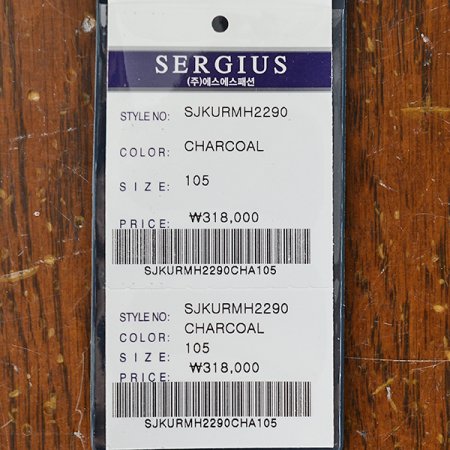 SERGIUS
(주)에스에스패션
STYLE NO: SJKURMH2290
COLOR: CHARCOAL
SIZE: 105
PRICE: ₩318,000
SJKURMH2290CHA105
STYLE NO: SJKURMH2290
COLOR: CHARCOAL
SIZE: 105
PRICE: ₩318,000
SJKURMH2290CHA105